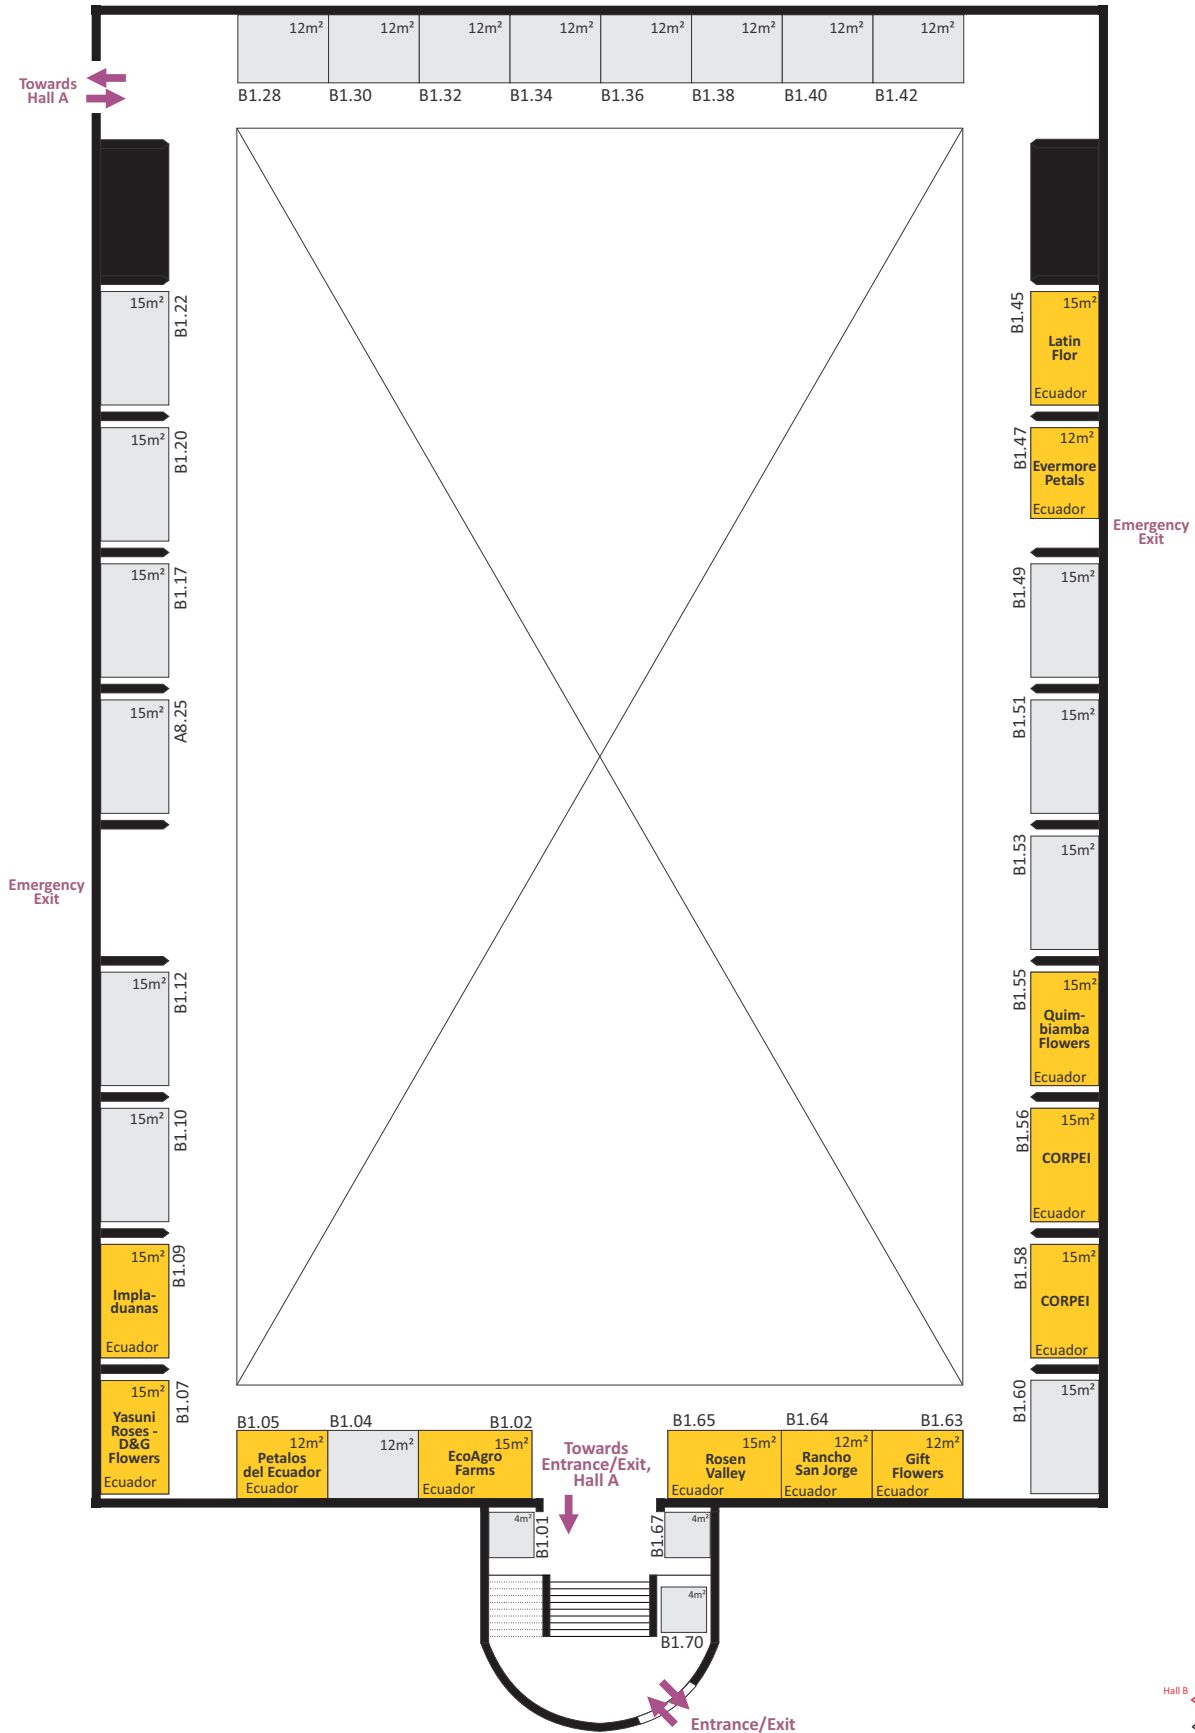 12m² 12m² 12m² 12m² 12m² 12m² 12m² 12m²
B1.28 B1.30 B1.32 B1.34 B1.36 B1.38 B1.40 B1.42
Towards
Hall A
15m² B1.22
15m² B1.20
15m² B1.17
15m² A8.25
Emergency
Exit
15m² B1.12
15m² B1.10
15m² B1.09
Impla-
duanas
Ecuador
15m² B1.07
Yasuni
Roses -
D&G
Flowers
Ecuador
B1.45 15m²
Latin
Flor
Ecuador
B1.47 12m²
Evermore
Petals
Ecuador
Emergency
Exit
B1.49 15m²
B1.51 15m²
B1.53 15m²
B1.55 15m²
Quim-
biamba
Flowers
Ecuador
B1.56 15m²
CORPEI
Ecuador
B1.58 15m²
CORPEI
Ecuador
B1.60 15m²
B1.05
12m²
Petalos
del Ecuador
Ecuador
B1.04
12m²
B1.02
15m²
EcoAgro
Farms
Ecuador
Towards
Entrance/Exit,
Hall A
B1.65
15m²
Rosen
Valley
Ecuador
B1.64
12m²
Rancho
San Jorge
Ecuador
B1.63
12m²
Gift
Flowers
Ecuador
4m² B1.01
B1.67 4m²
4m²
B1.70
Entrance/Exit
Hall B